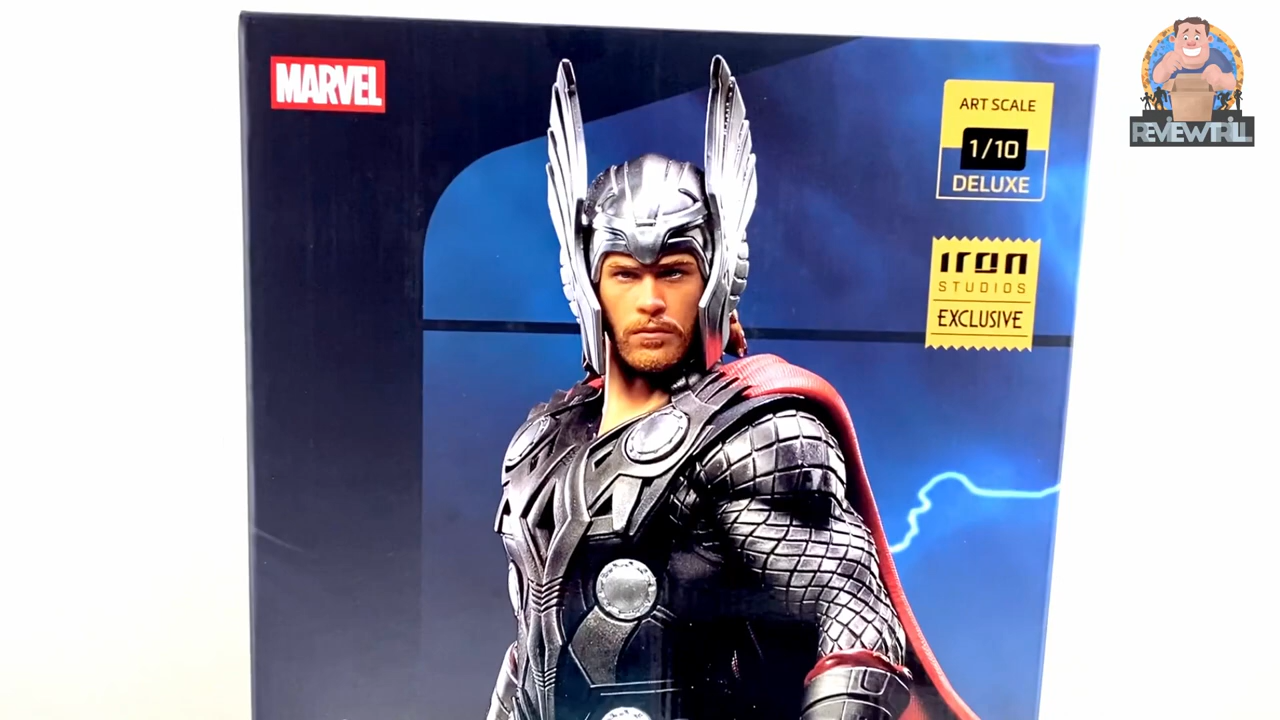 MARVEL
ART SCALE
1/10
DELUXE
IRON
STUDIOS
EXCLUSIVE
REVIEWTRILL